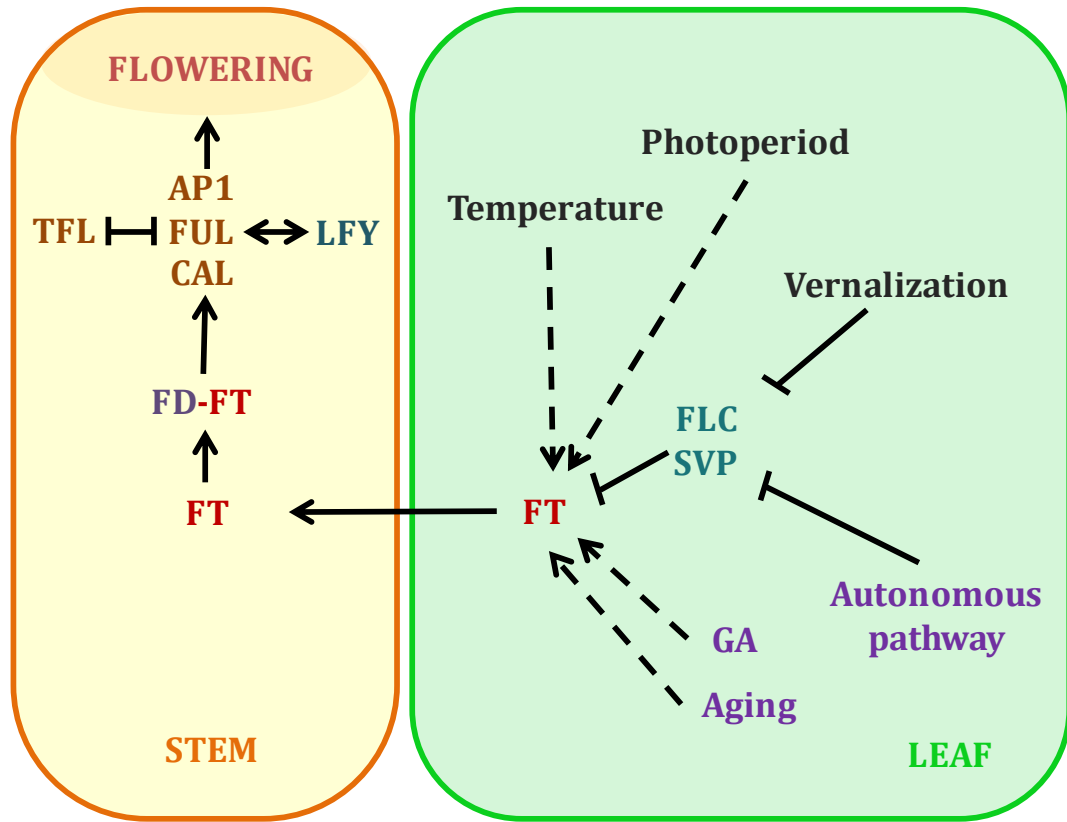 FLOWERING
AP1
TFL
FUL
LFY
CAL
FD-FT
FT
STEM
Photoperiod
Temperature
Vernalization
FLC
SVP
FT
Autonomous
pathway
GA
Aging
LEAF